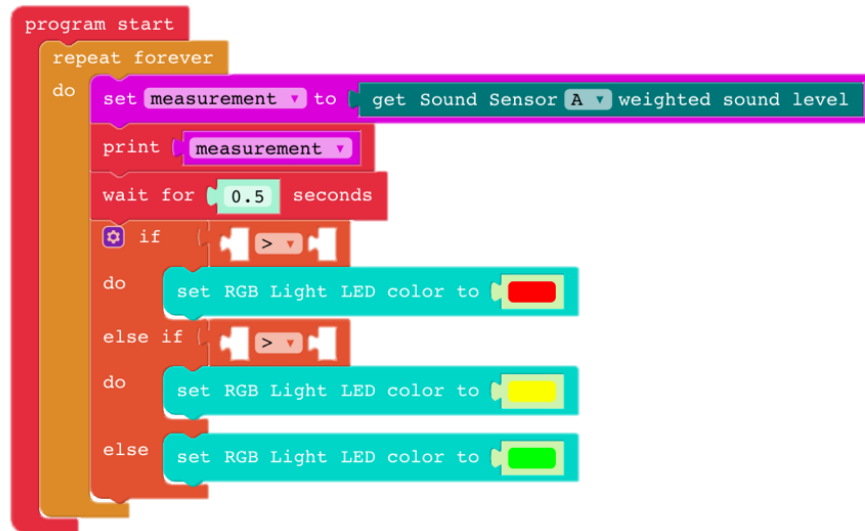 program start
repeat forever
do
set measurement to get Sound Sensor A weighted sound level
print measurement
wait for 0.5 seconds
if >
do
set RGB Light LED color to
else if >
do
set RGB Light LED color to
else
set RGB Light LED color to